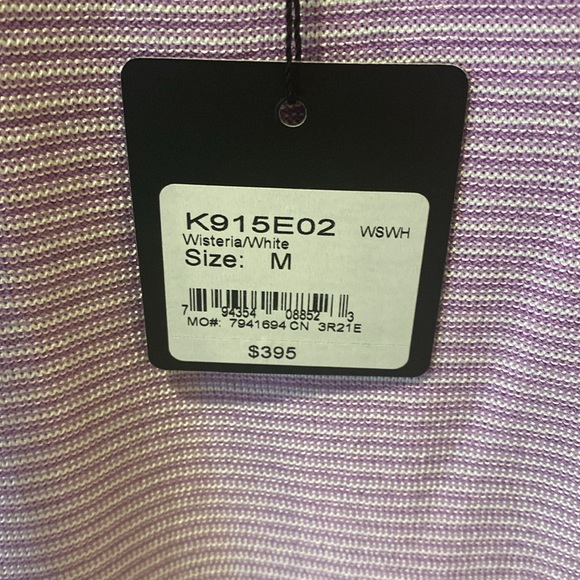 K915E02 WSWH
Wisteria/White
Size: M
7 94354 08852 3
MO#: 7941694 CN 3R21E
$395